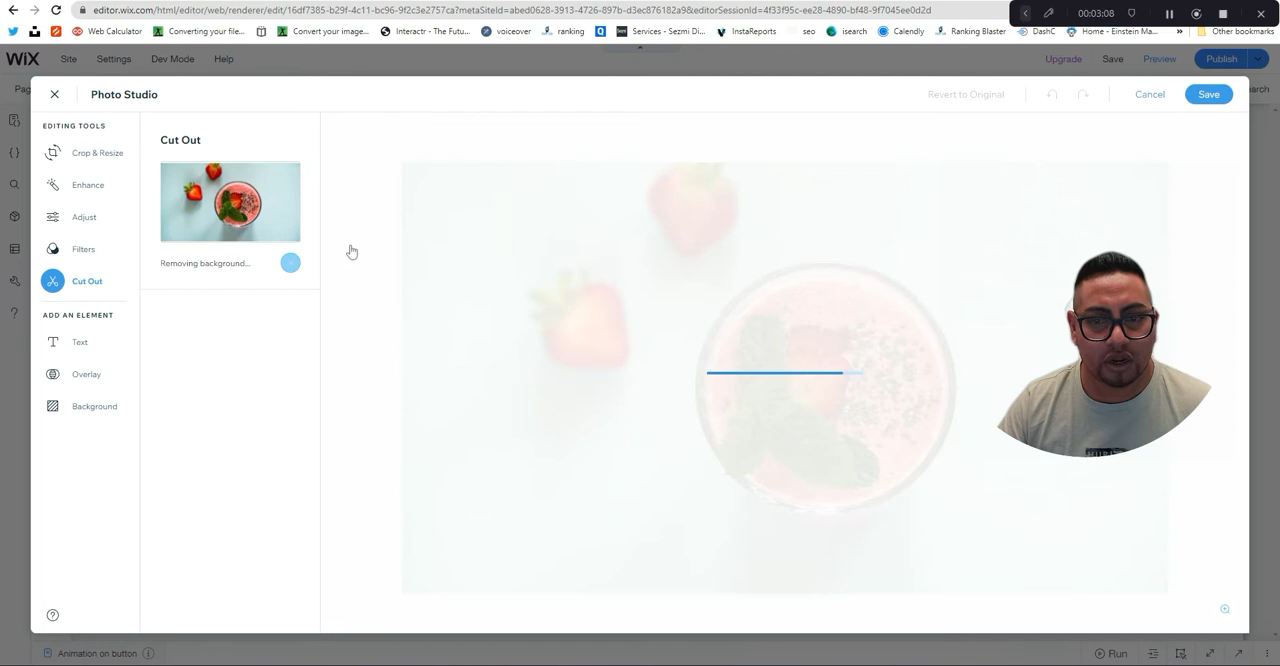 editor.wix.com/html/editor/web/renderer/edit/16df7385-b29f-4c11-bc96-9f2c3e2757ca?metaSiteId=abed0628-3913-4726-897b-d3ec876182a9&editorSessionId=4f33f95c-ee28-4890-bf48-9f7045ee0d2d
00:03:08
Web Calculator
Converting your file...
Convert your image...
Interactr - The Futu...
voiceover
ranking
Services - Sezmi Di...
InstaReports
seo
isearch
Calendly
Ranking Blaster
DashC
Home - Einstein Ma...
»
Other bookmarks
WiX
Site
Settings
Dev Mode
Help
Upgrade
Save
Preview
Publish
Photo Studio
Revert to Original
Cancel
Save
EDITING TOOLS
Crop & Resize
Enhance
Adjust
Filters
Cut Out
ADD AN ELEMENT
Text
Overlay
Background
Cut Out
Removing background...
Animation on button
Run